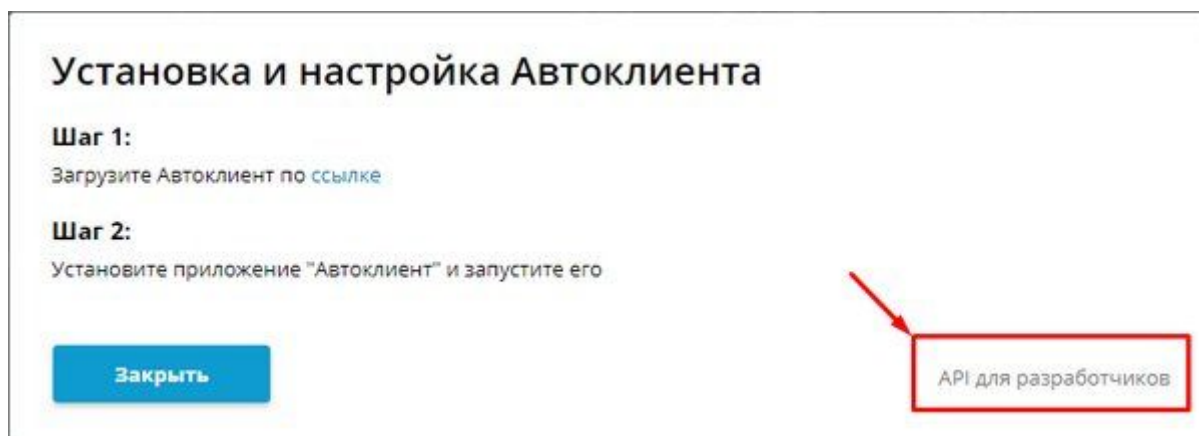 Установка и настройка Автоклиента
Шаг 1:
Загрузите Автоклиент по ссылке
Шаг 2:
Установите приложение "Автоклиент" и запустите его
Закрыть
API для разработчиков